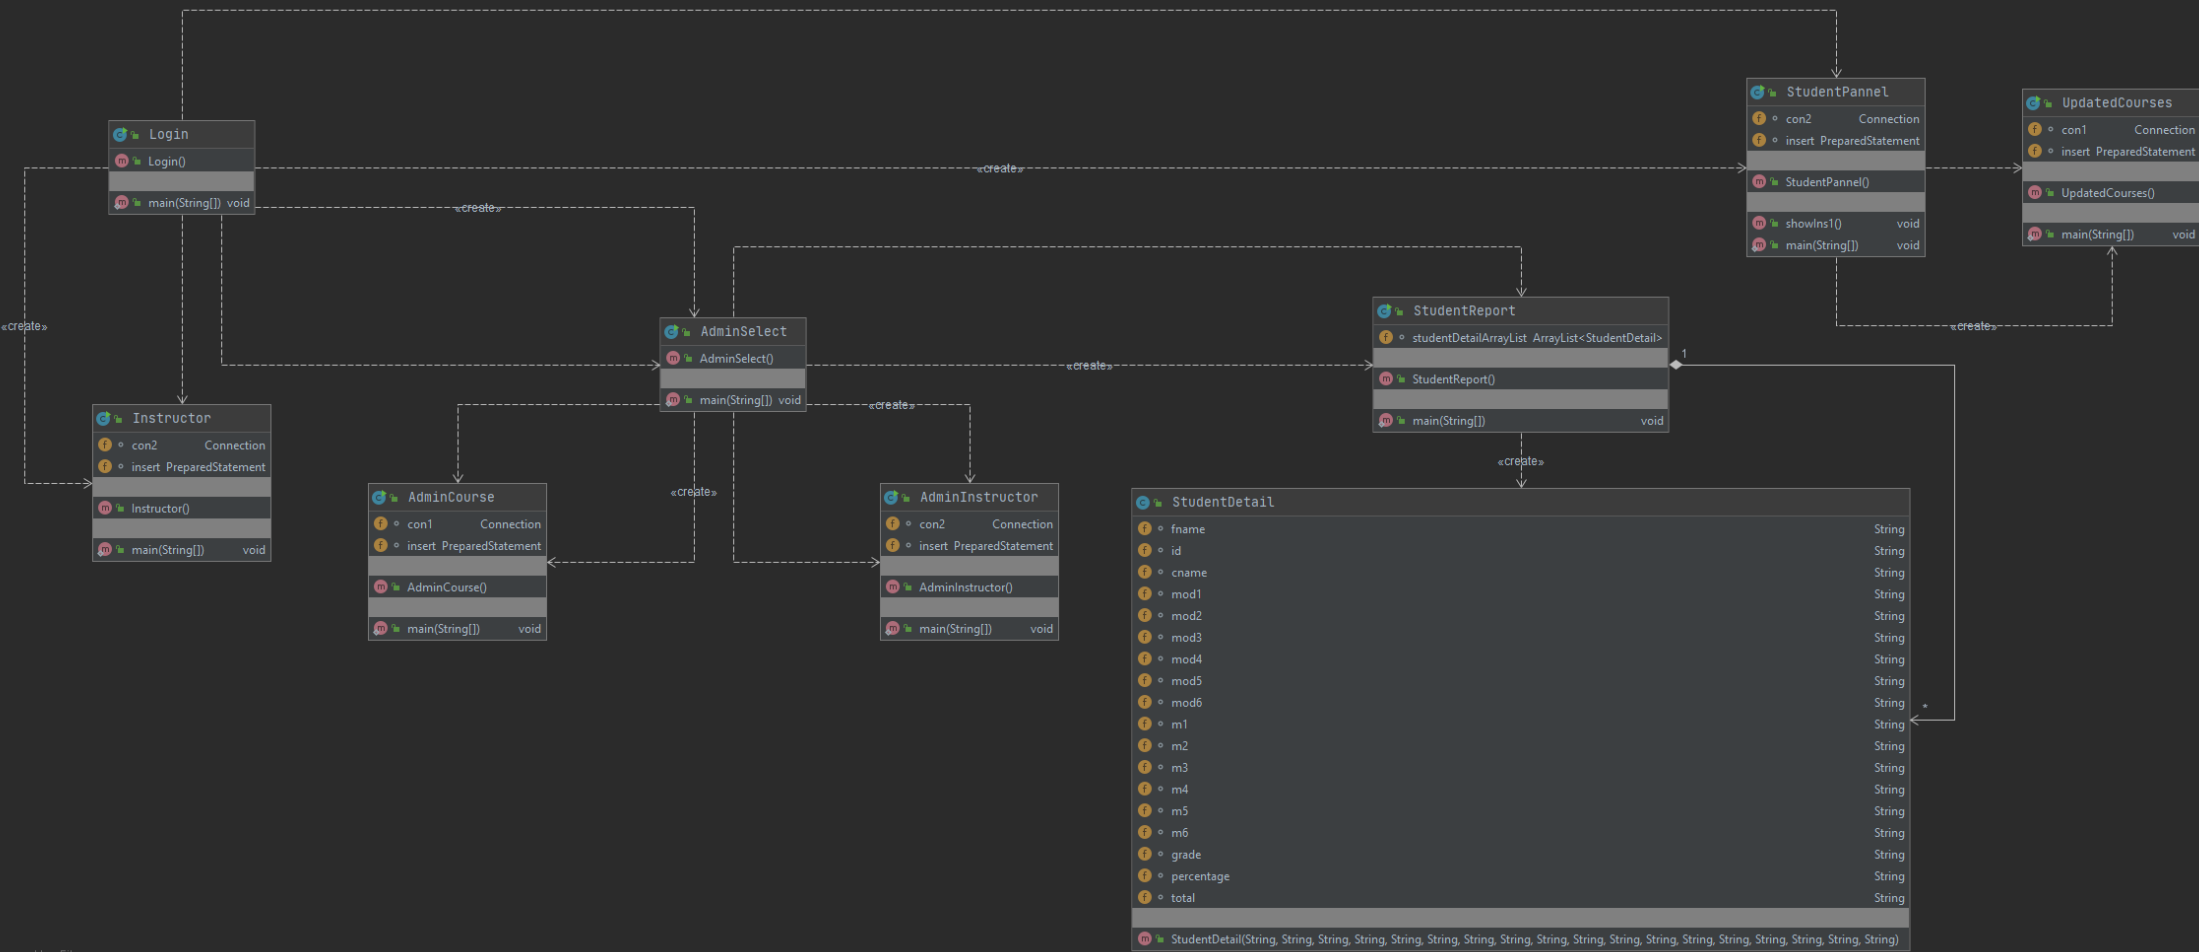 Login
Login()
main(String[]) void
«create»
«create»
«create»
StudentPannel
con2 Connection
insert PreparedStatement
StudentPannel()
showIns1() void
main(String[]) void
UpdatedCourses
con1 Connection
insert PreparedStatement
UpdatedCourses()
main(String[]) void
«create»
AdminSelect
AdminSelect()
main(String[]) void
«create»
«create»
«create»
StudentReport
studentDetailArrayList ArrayList<StudentDetail>
StudentReport()
main(String[]) void
1
*
«create»
Instructor
con2 Connection
insert PreparedStatement
Instructor()
main(String[]) void
AdminCourse
con1 Connection
insert PreparedStatement
AdminCourse()
main(String[]) void
AdminInstructor
con2 Connection
insert PreparedStatement
AdminInstructor()
main(String[]) void
StudentDetail
fname String
id String
cname String
mod1 String
mod2 String
mod3 String
mod4 String
mod5 String
mod6 String
m1 String
m2 String
m3 String
m4 String
m5 String
m6 String
grade String
percentage String
total String
StudentDetail(String, String, String, String, String, String, String, String, String, String, String, String, String, String, String, String, String, String)